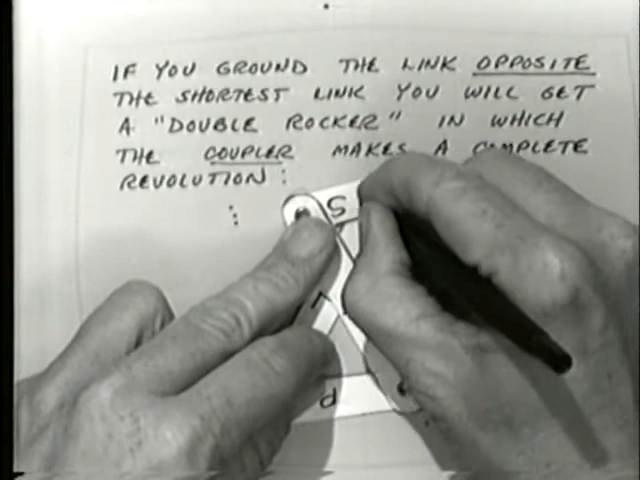 IF YOU GROUND THE LINK OPPOSITE
THE SHORTEST LINK YOU WILL GET
A "DOUBLE ROCKER" IN WHICH
THE COUPLER MAKES A COMPLETE
REVOLUTION:
S
L
P